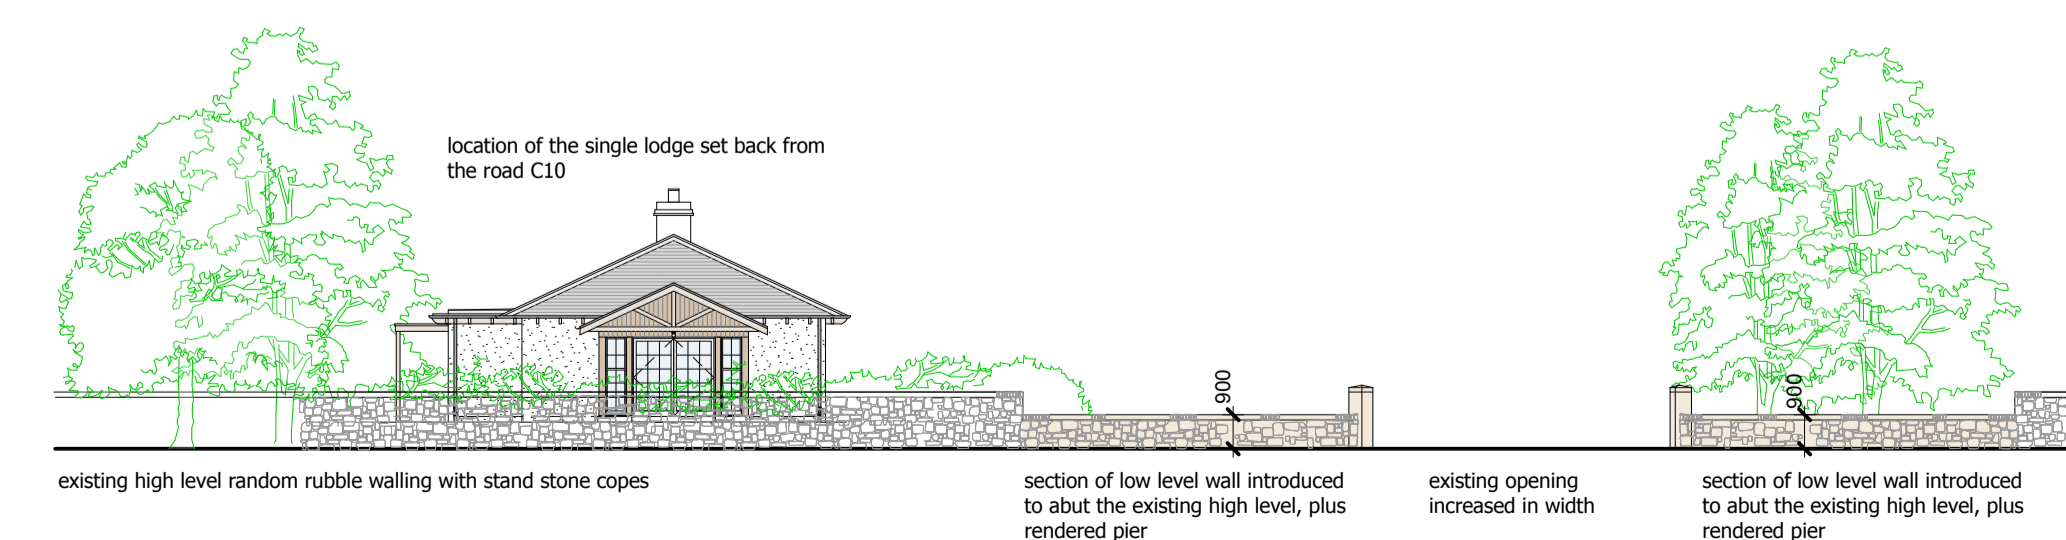 location of the single lodge set back from
the road C10
900
900
existing high level random rubble walling with stand stone copes
section of low level wall introduced
to abut the existing high level, plus
rendered pier
existing opening
increased in width
section of low level wall introduced
to abut the existing high level, plus
rendered pier